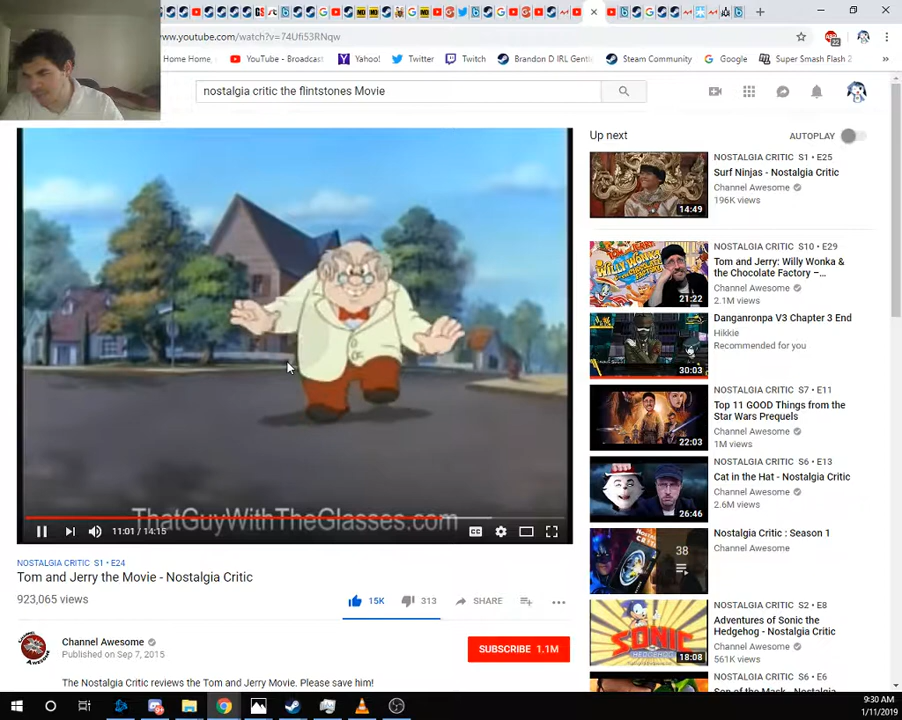 www.youtube.com/watch?v=74Ufi53RNqw
22
Home Home
YouTube - Broadcast
Yahoo!
Twitter
Twitch
Brandon D IRL Gentle
Steam Community
Google
Super Smash Flash 2
»
nostalgia critic the flintstones Movie
Up next
AUTOPLAY
NOSTALGIA CRITIC S1 • E25
Surf Ninjas - Nostalgia Critic
Channel Awesome
196K views
14:49
NOSTALGIA CRITIC S10 • E29
Tom and Jerry: Willy Wonka &
the Chocolate Factory –...
Channel Awesome
2.1M views
21:22
Danganronpa V3 Chapter 3 End
Hikkie
Recommended for you
30:03
NOSTALGIA CRITIC S7 • E11
Top 11 GOOD Things from the
Star Wars Prequels
Channel Awesome
1M views
22:03
NOSTALGIA CRITIC S6 • E13
Cat in the Hat - Nostalgia Critic
Channel Awesome
2.6M views
26:46
Nostalgia Critic : Season 1
Channel Awesome
38
NOSTALGIA CRITIC S2 • E8
Adventures of Sonic the
Hedgehog - Nostalgia Critic
Channel Awesome
561K views
SONIC
18:08
NOSTALGIA CRITIC S6 • E6
Son of the Mask - Nostalgia
ThatGuyWithTheGlasses.com
11:01 / 14:15
NOSTALGIA CRITIC S1 • E24
Tom and Jerry the Movie - Nostalgia Critic
923,065 views
15K
313
SHARE
Channel Awesome
Published on Sep 7, 2015
SUBSCRIBE 1.1M
The Nostalgia Critic reviews the Tom and Jerry Movie. Please save him!
9:30 AM
1/11/2019